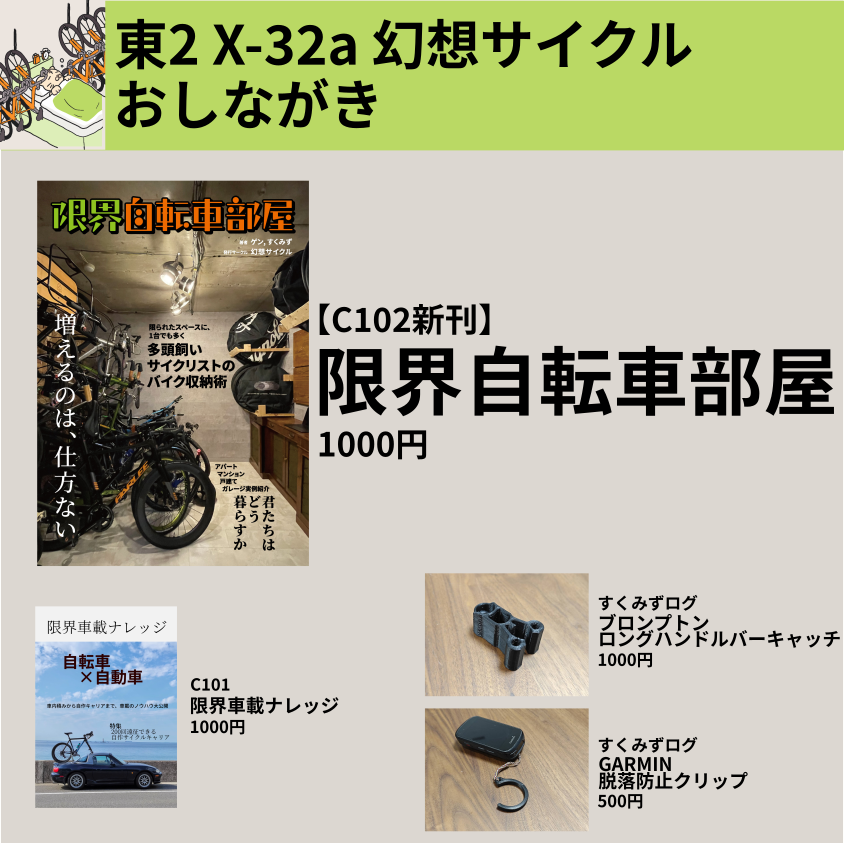 東2 X-32a 幻想サイクル
おしながき
限界自転車部屋
著者 ゲン, すくみず
発行サークル 幻想サイクル
増えるのは、仕方ない
限られたスペースに、
1台でも多く
多頭飼い
サイクリストの
バイク収納術
アパート
マンション
戸建て
ガレージ実例紹介
君たちは
どう
暮らすか
【C102新刊】
限界自転車部屋
1000円
限界車載ナレッジ
自転車
×自動車
車内積みから自作キャリアまで、車載のノウハウ大公開
特集
200回遠征できる
自作サイクルキャリア
C101
限界車載ナレッジ
1000円
すくみずログ
ブロンプトン
ロングハンドルバーキャッチ
1000円
すくみずログ
GARMIN
脱落防止クリップ
500円